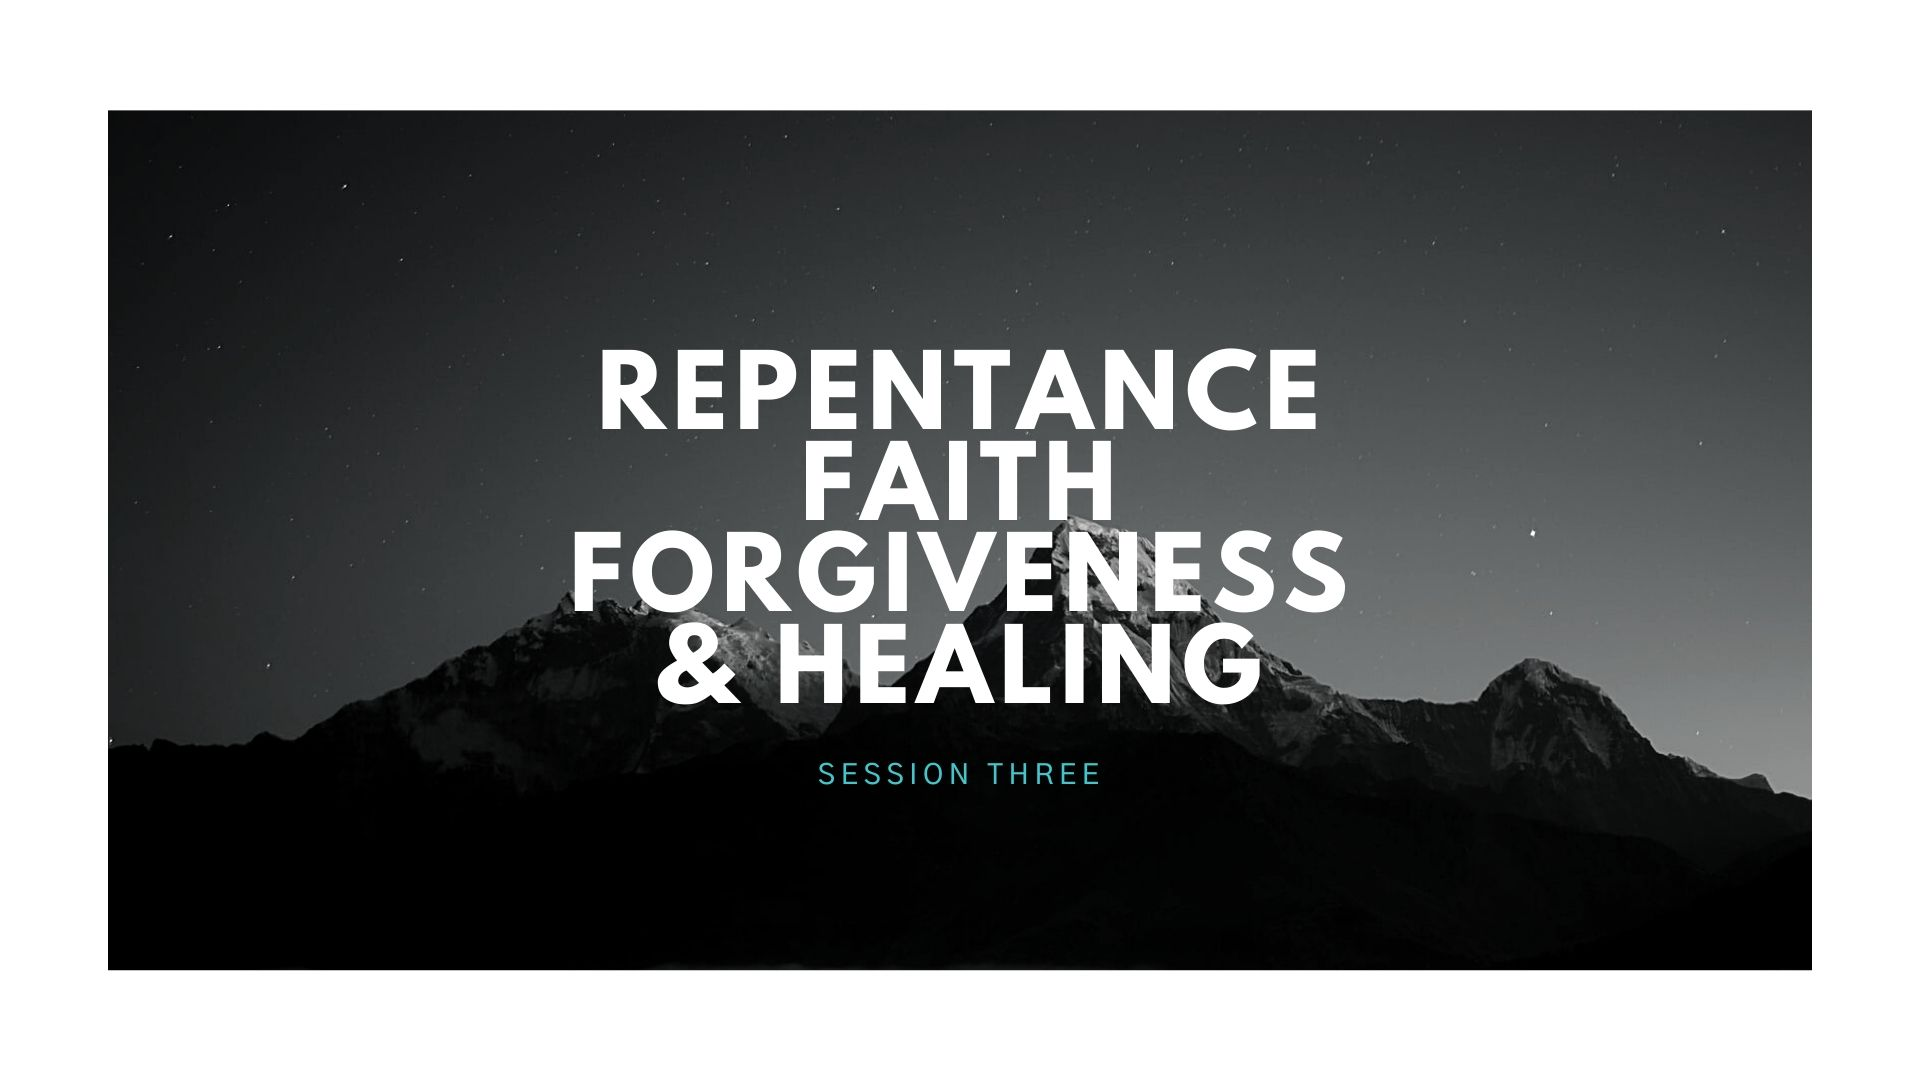 REPENTANCE
FAITH
FORGIVENESS
& HEALING
SESSION THREE